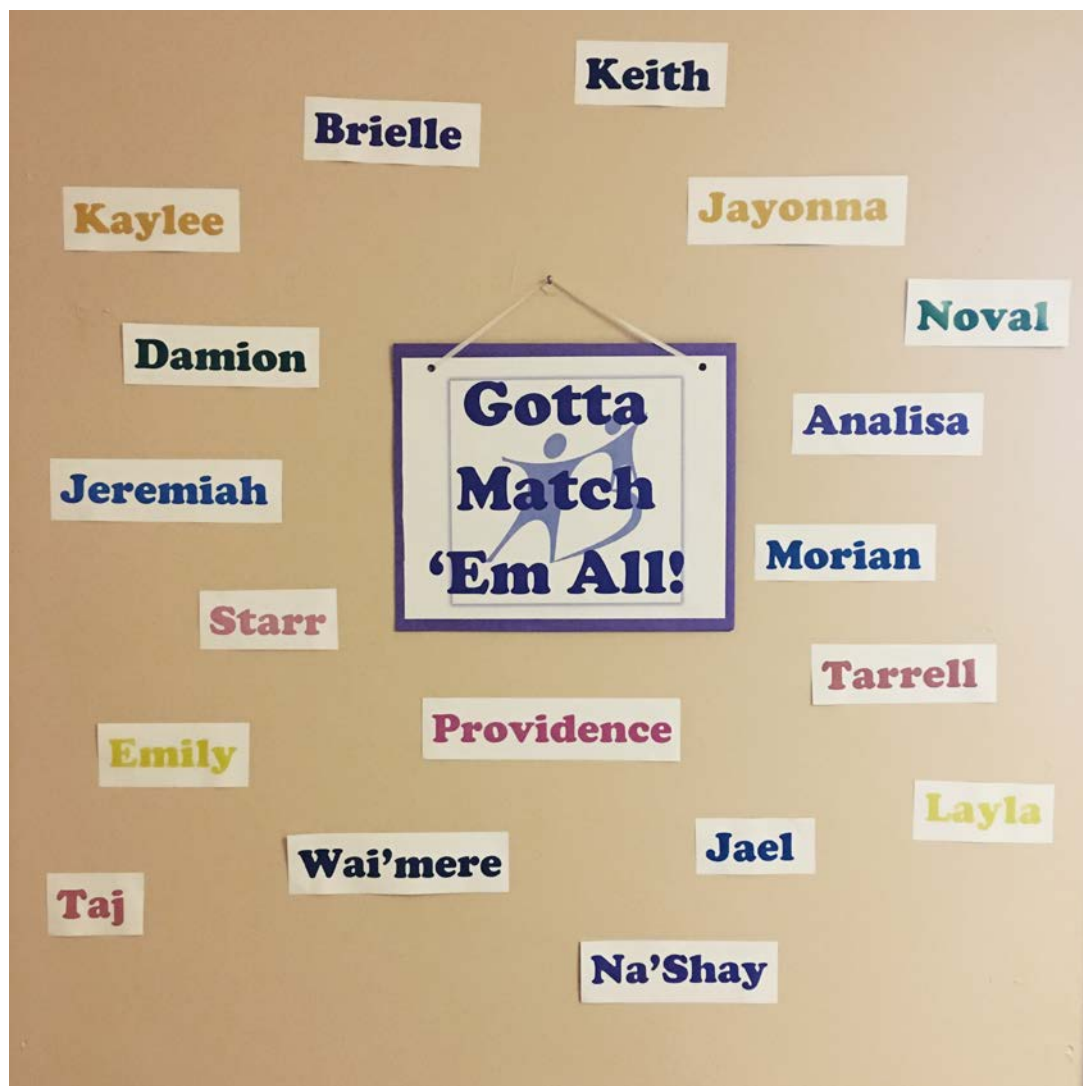 Keith
Brielle
Kaylee
Jayonna
Noval
Damion
Gotta
Match
‘Em All!
Analisa
Jeremiah
Morian
Starr
Tarrell
Providence
Emily
Layla
Wai’mere
Jael
Taj
Na’Shay